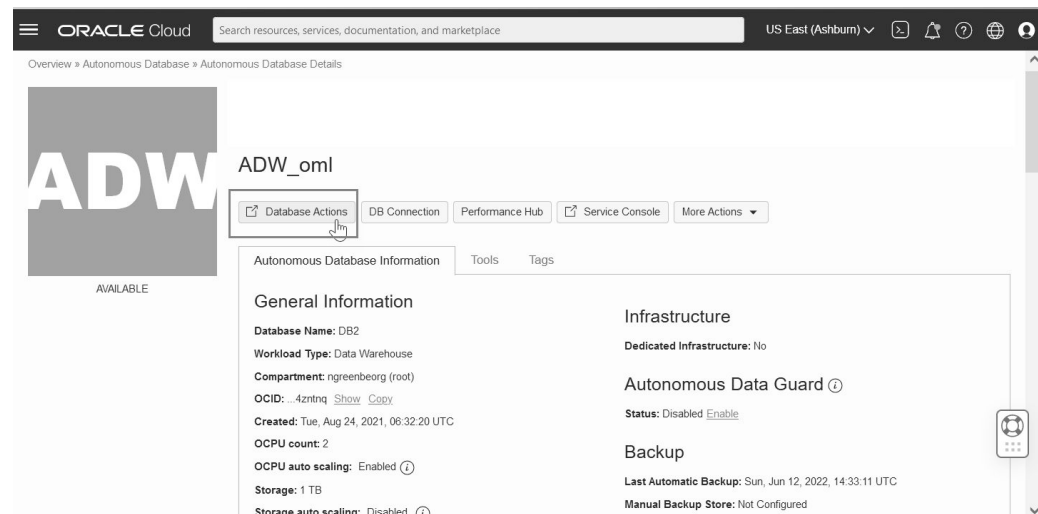 ORACLE Cloud
Search resources, services, documentation, and marketplace
US East (Ashburn)
Overview » Autonomous Database » Autonomous Database Details
ADW
AVAILABLE
ADW_oml
Database Actions
DB Connection
Performance Hub
Service Console
More Actions
Autonomous Database Information
Tools
Tags
General Information
Database Name: DB2
Workload Type: Data Warehouse
Compartment: ngreenbeorg (root)
OCID: ...4zntnq Show Copy
Created: Tue, Aug 24, 2021, 06:32:20 UTC
OCPU count: 2
OCPU auto scaling: Enabled i
Storage: 1 TB
Storage auto scaling: Disabled i
Infrastructure
Dedicated Infrastructure: No
Autonomous Data Guard i
Status: Disabled Enable
Backup
Last Automatic Backup: Sun, Jun 12, 2022, 14:33:11 UTC
Manual Backup Store: Not Configured